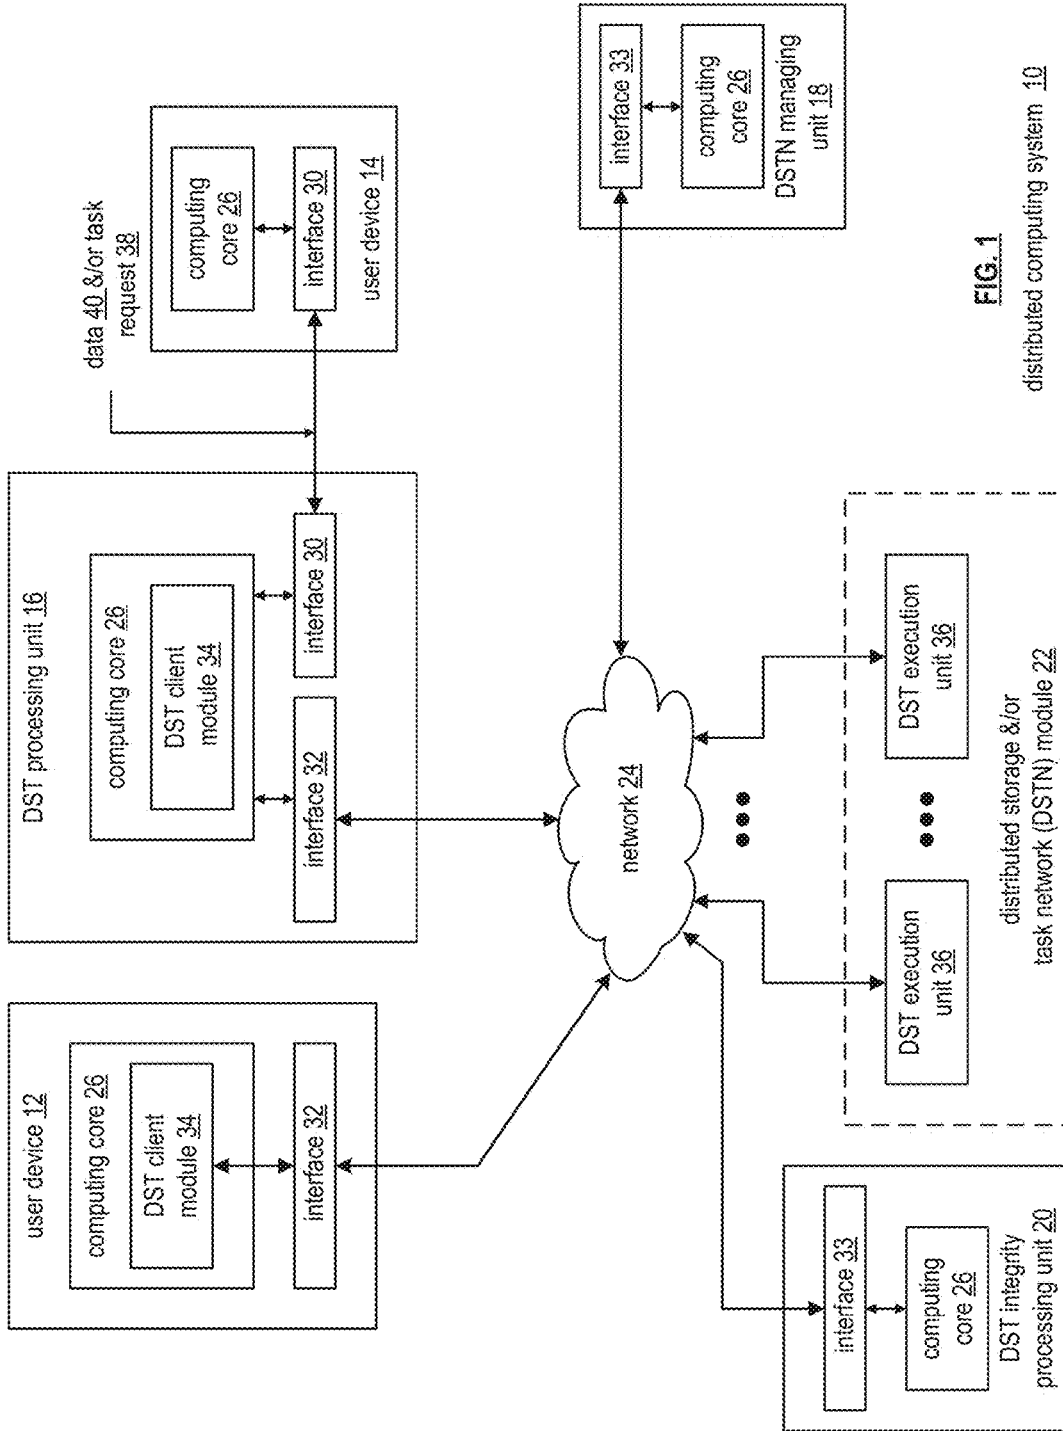 user device 12
computing core 26
DST client
module 34
interface 32
DST processing unit 16
computing core 26
DST client
module 34
interface 32
interface 30
data 40 &/or task
request 38
computing
core 26
interface 30
user device 14
network 24
interface 33
computing
core 26
DSTN managing
unit 18
interface 33
computing
core 26
DST integrity
processing unit 20
DST execution
unit 36
DST execution
unit 36
distributed storage &/or
task network (DSTN) module 22
FIG. 1
distributed computing system 10